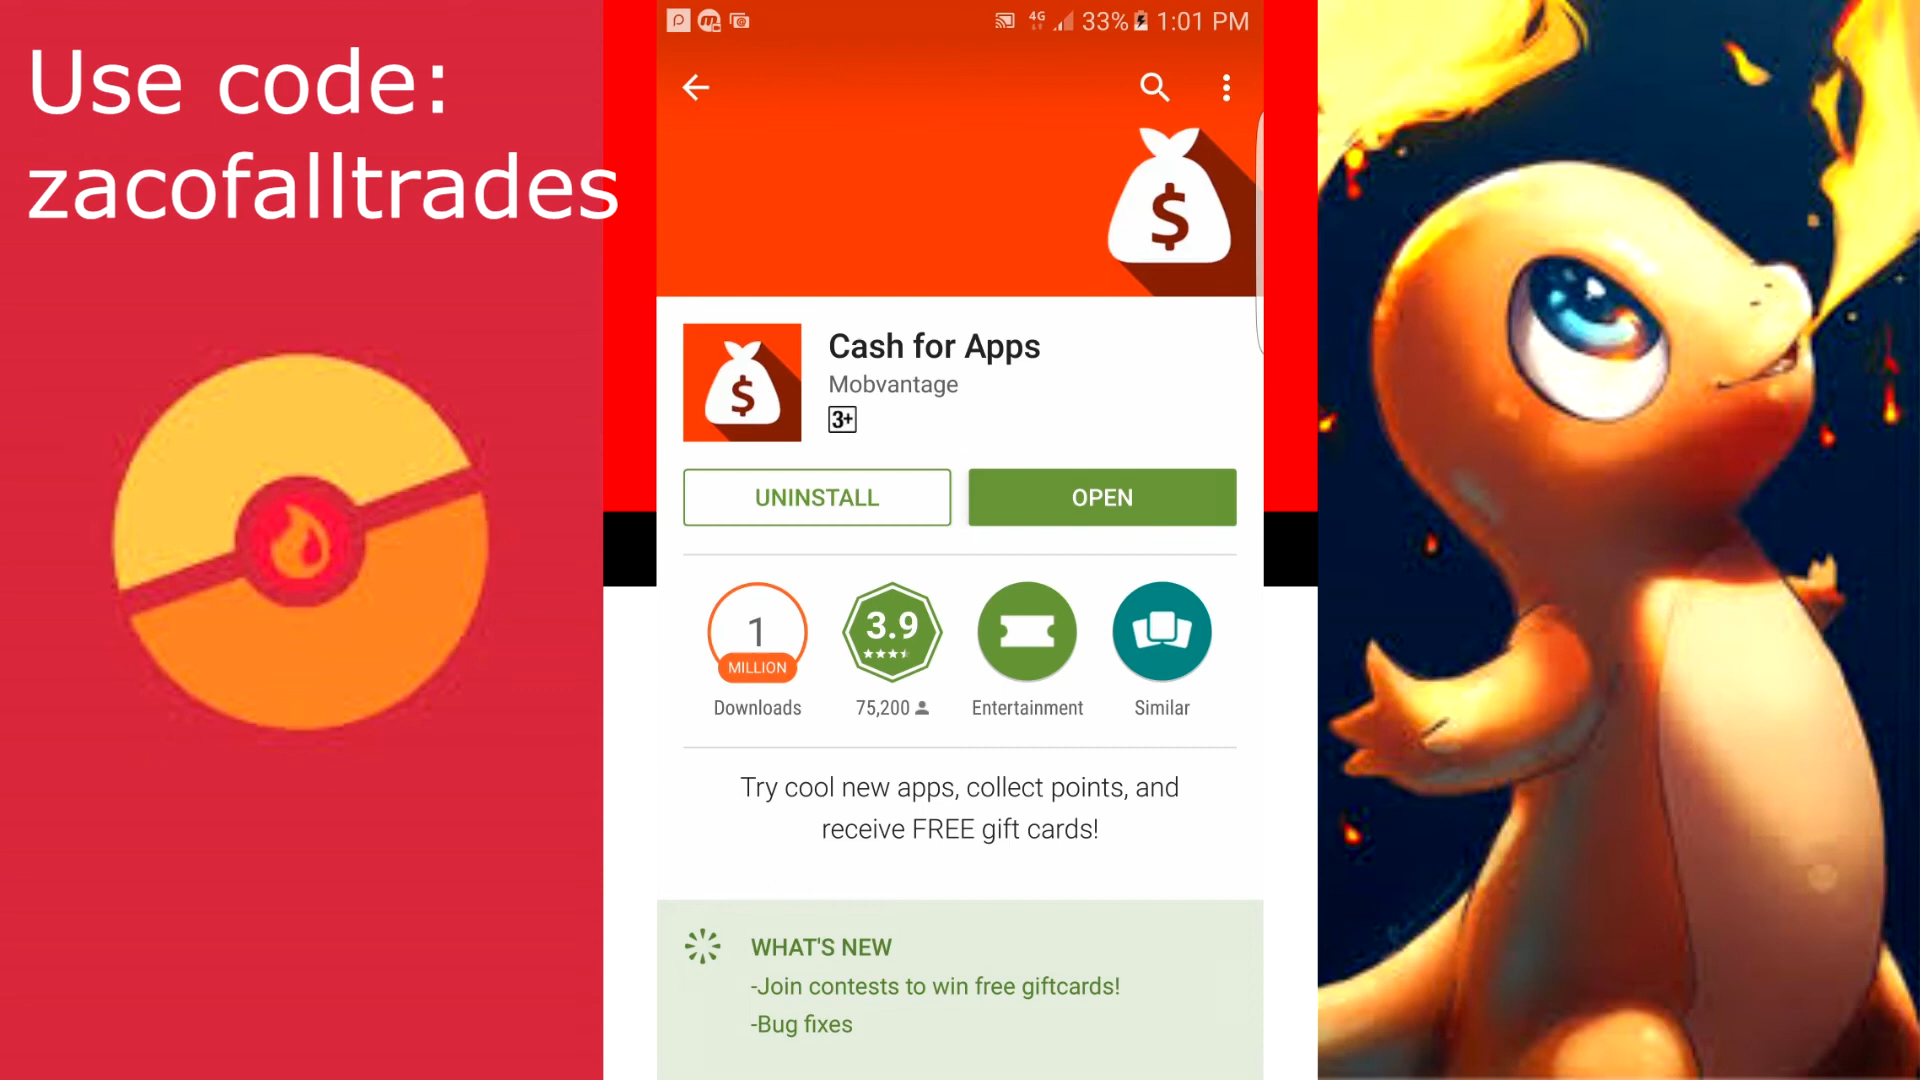 Use code:
zacofalltrades
4G 33% 1:01 PM
$
Cash for Apps
Mobvantage
3+
$
UNINSTALL
OPEN
1
MILLION
Downloads
3.9
75,200
Entertainment
Similar
Try cool new apps, collect points, and
receive FREE gift cards!
WHAT'S NEW
-Join contests to win free giftcards!
-Bug fixes